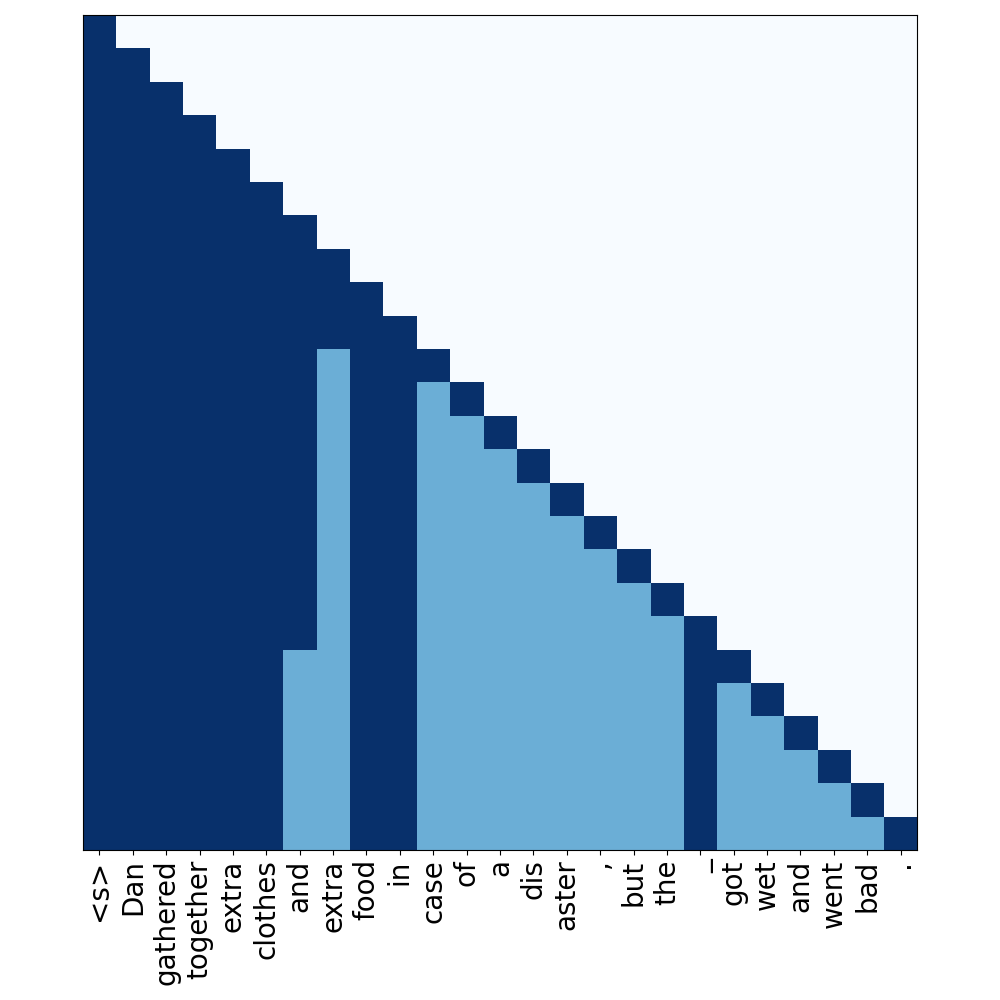 <s> Dan gathered together extra clothes and extra food in case of a dis aster , but the _ got wet and went bad .